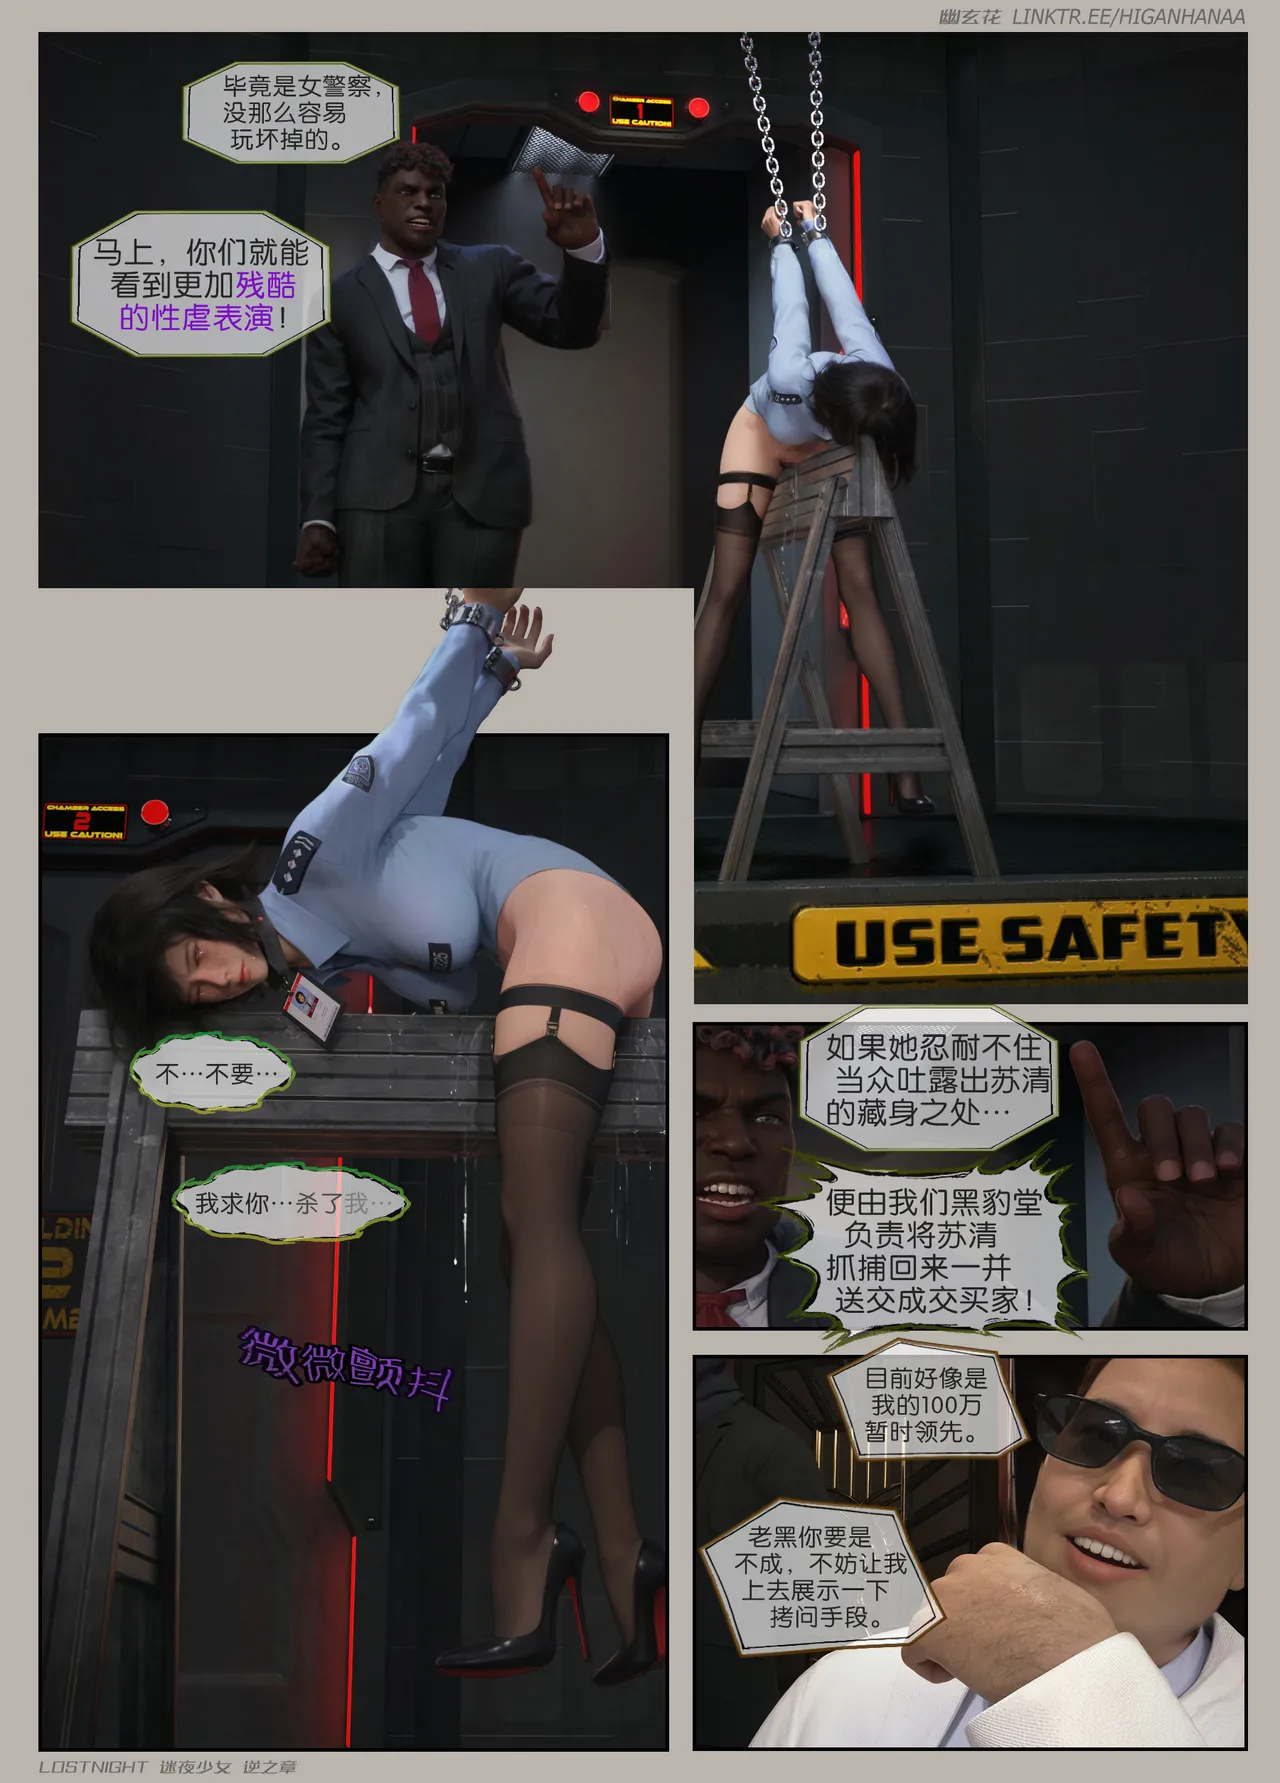 幽玄花 LINKTR.EE/HIGANHANAA
毕竟是女警察，
没那么容易
玩坏掉的。
马上，你们就能
看到更加残酷
的性虐表演！
CHAMBER ACCESS
1
USE CAUTION!
USE SAFETY
CHAMBER ACCESS
2
USE CAUTION!
不…不要…
我求你…杀了我…
微微颤抖
如果她忍耐不住
当众吐露出苏清
的藏身之处…
便由我们黑豹堂
负责将苏清
抓捕回来一并
送交成交买家！
目前好像是
我的100万
暂时领先。
老黑你要是
不成，不妨让我
上去展示一下
拷问手段。
LOSTNIGHT 迷夜少女 逆之章